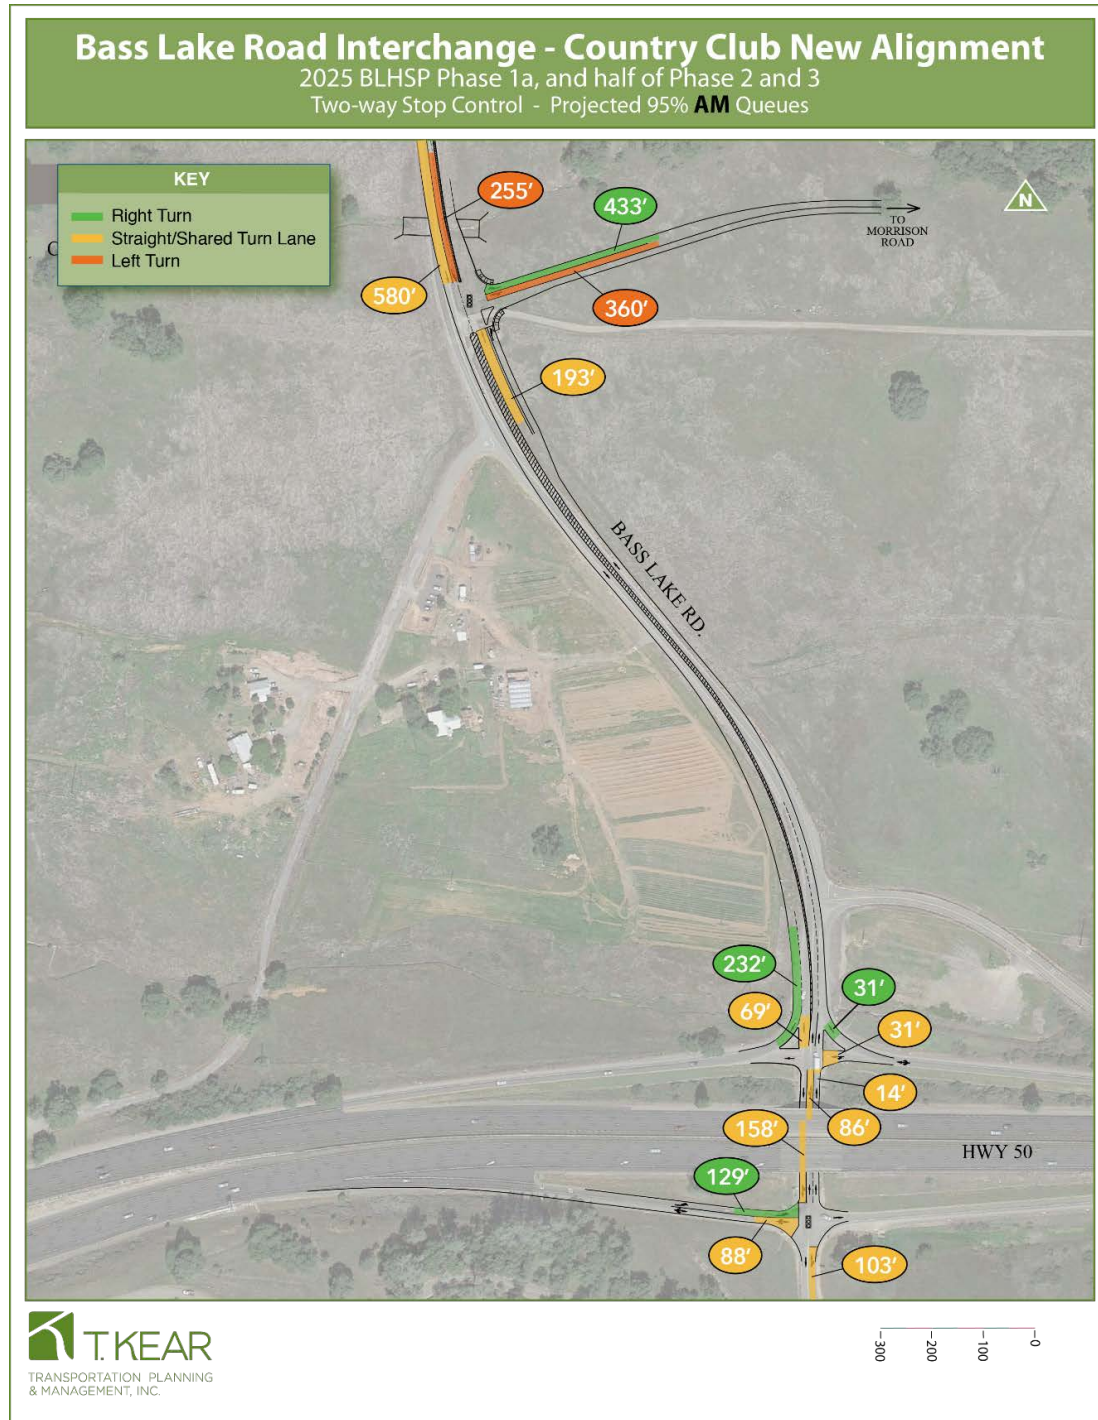 Bass Lake Road Interchange - Country Club New Alignment
2025 BLHSP Phase 1a, and half of Phase 2 and 3
Two-way Stop Control - Projected 95% AM Queues
KEY
Right Turn
Straight/Shared Turn Lane
Left Turn
N
255'
433'
TO
MORRISON
ROAD
580'
360'
193'
BASS LAKE RD.
232'
31'
69'
31'
14'
158'
86'
HWY 50
129'
88'
103'
T.KEAR
TRANSPORTATION PLANNING
& MANAGEMENT, INC.
300
200
100
0